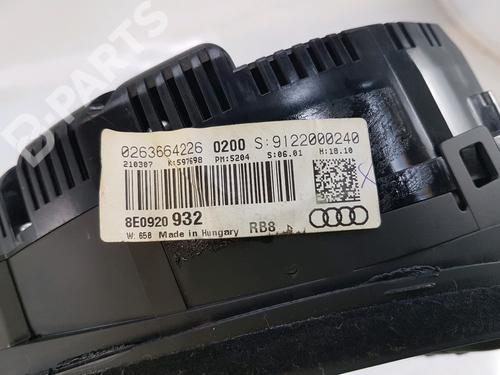 B-PARTS
0263664226 0200 S:9122000240
210307 K:597698 PM:5204 S:06.01 H:18.10
8E0920 932
W: 658 Made in Hungary RB8